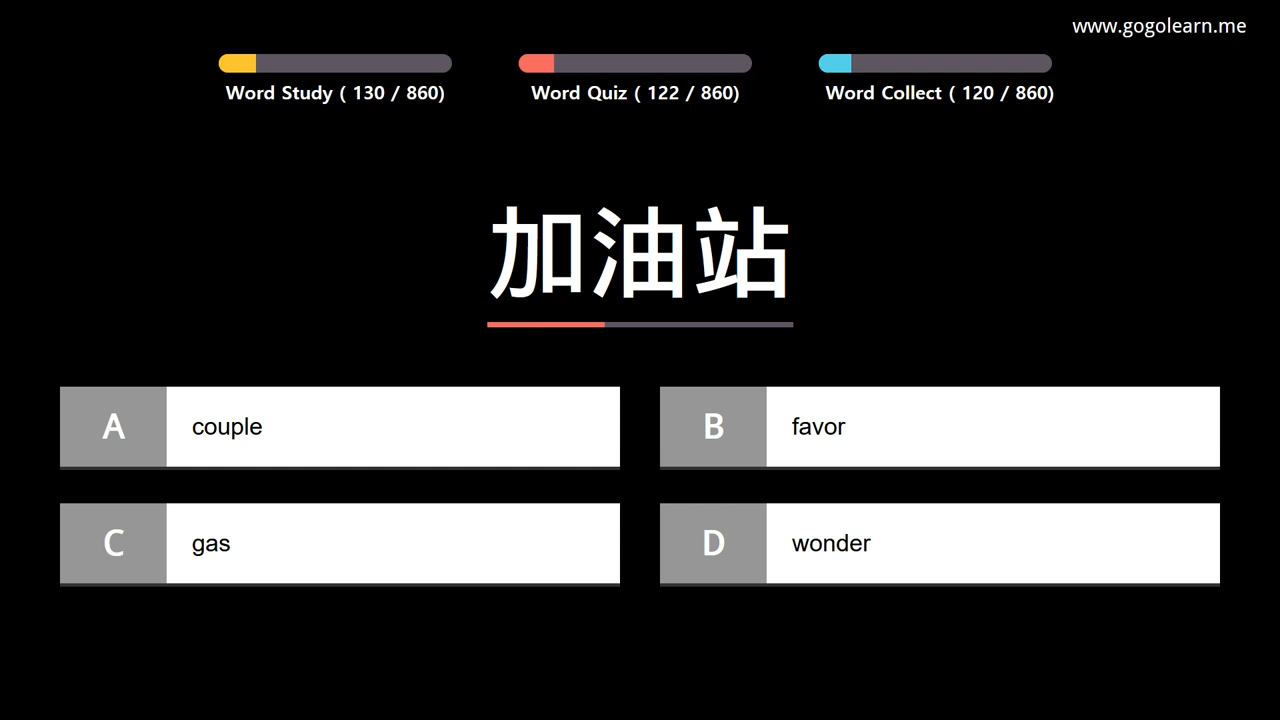 www.gogolearn.me
Word Study ( 130 / 860)
Word Quiz ( 122 / 860)
Word Collect ( 120 / 860)
加油站
A couple
B favor
C gas
D wonder